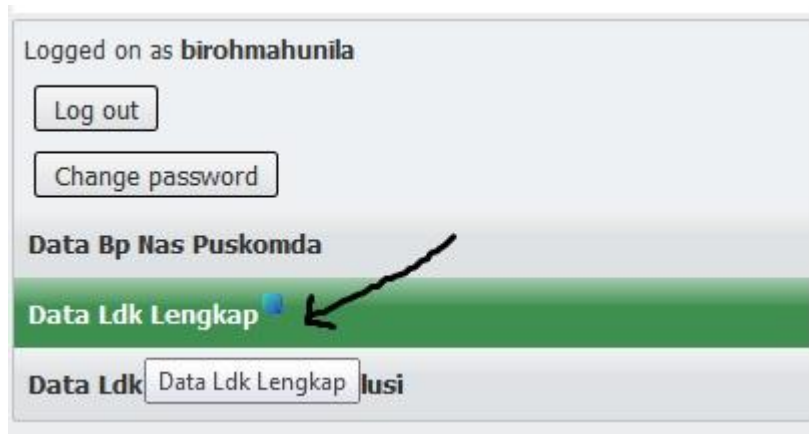 Logged on as birohmahunila
Log out
Change password
Data Bp Nas Puskomda
Data Ldk Lengkap
Data Ldk lusi
Data Ldk Lengkap